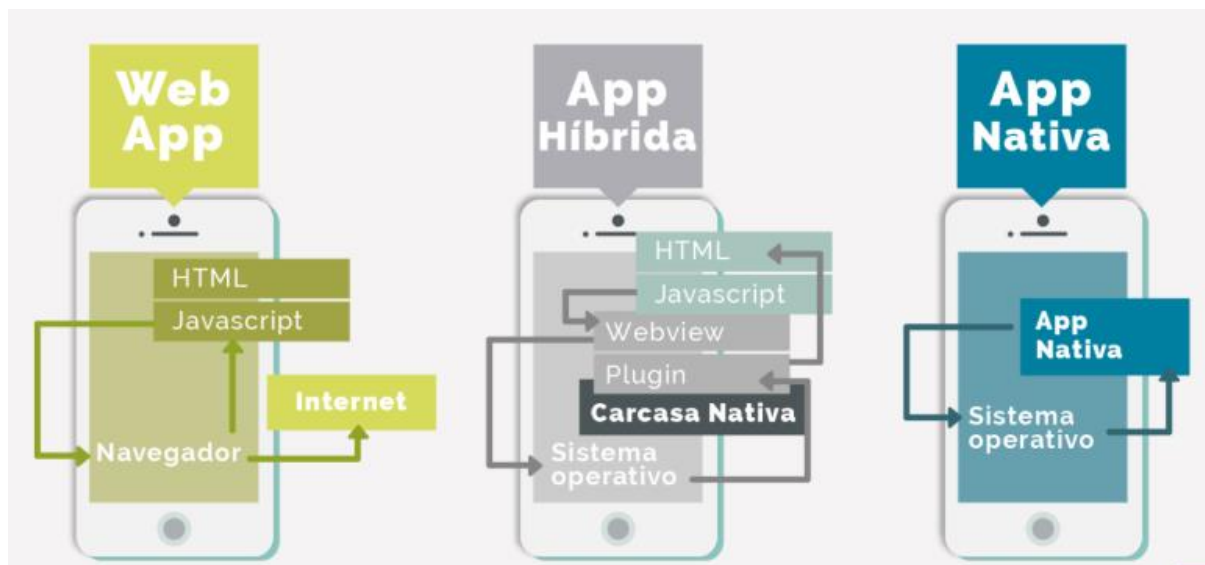 Web
App
HTML
Javascript
Internet
Navegador
App
Híbrida
HTML
Javascript
Webview
Plugin
Carcasa Nativa
Sistema
operativo
App
Nativa
App
Nativa
Sistema
operativo